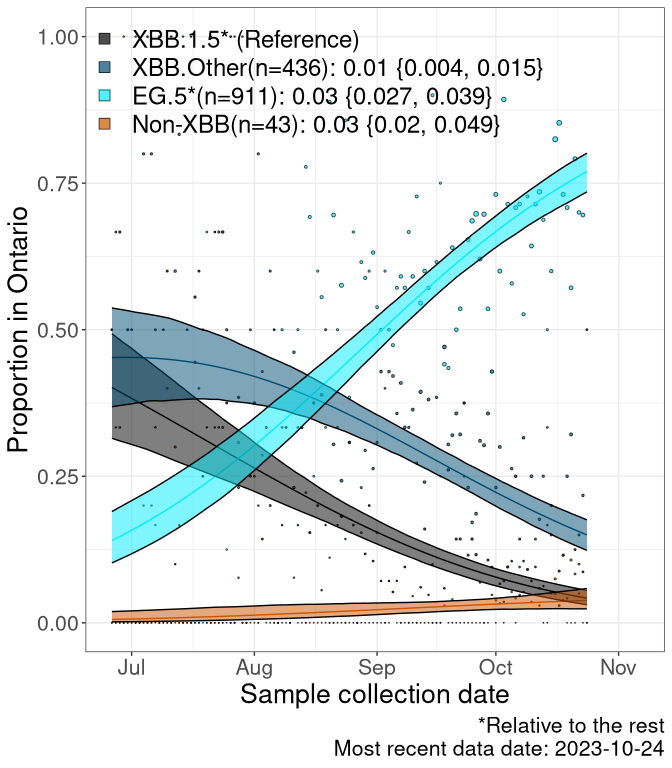 1.00
XBB.1.5* (Reference)
XBB.Other(n=436): 0.01 {0.004, 0.015}
EG.5*(n=911): 0.03 {0.027, 0.039}
Non-XBB(n=43): 0.03 {0.02, 0.049}
0.75
0.50
0.25
0.00
Proportion in Ontario
Jul Aug Sep Oct Nov
Sample collection date
*Relative to the rest
Most recent data date: 2023-10-24